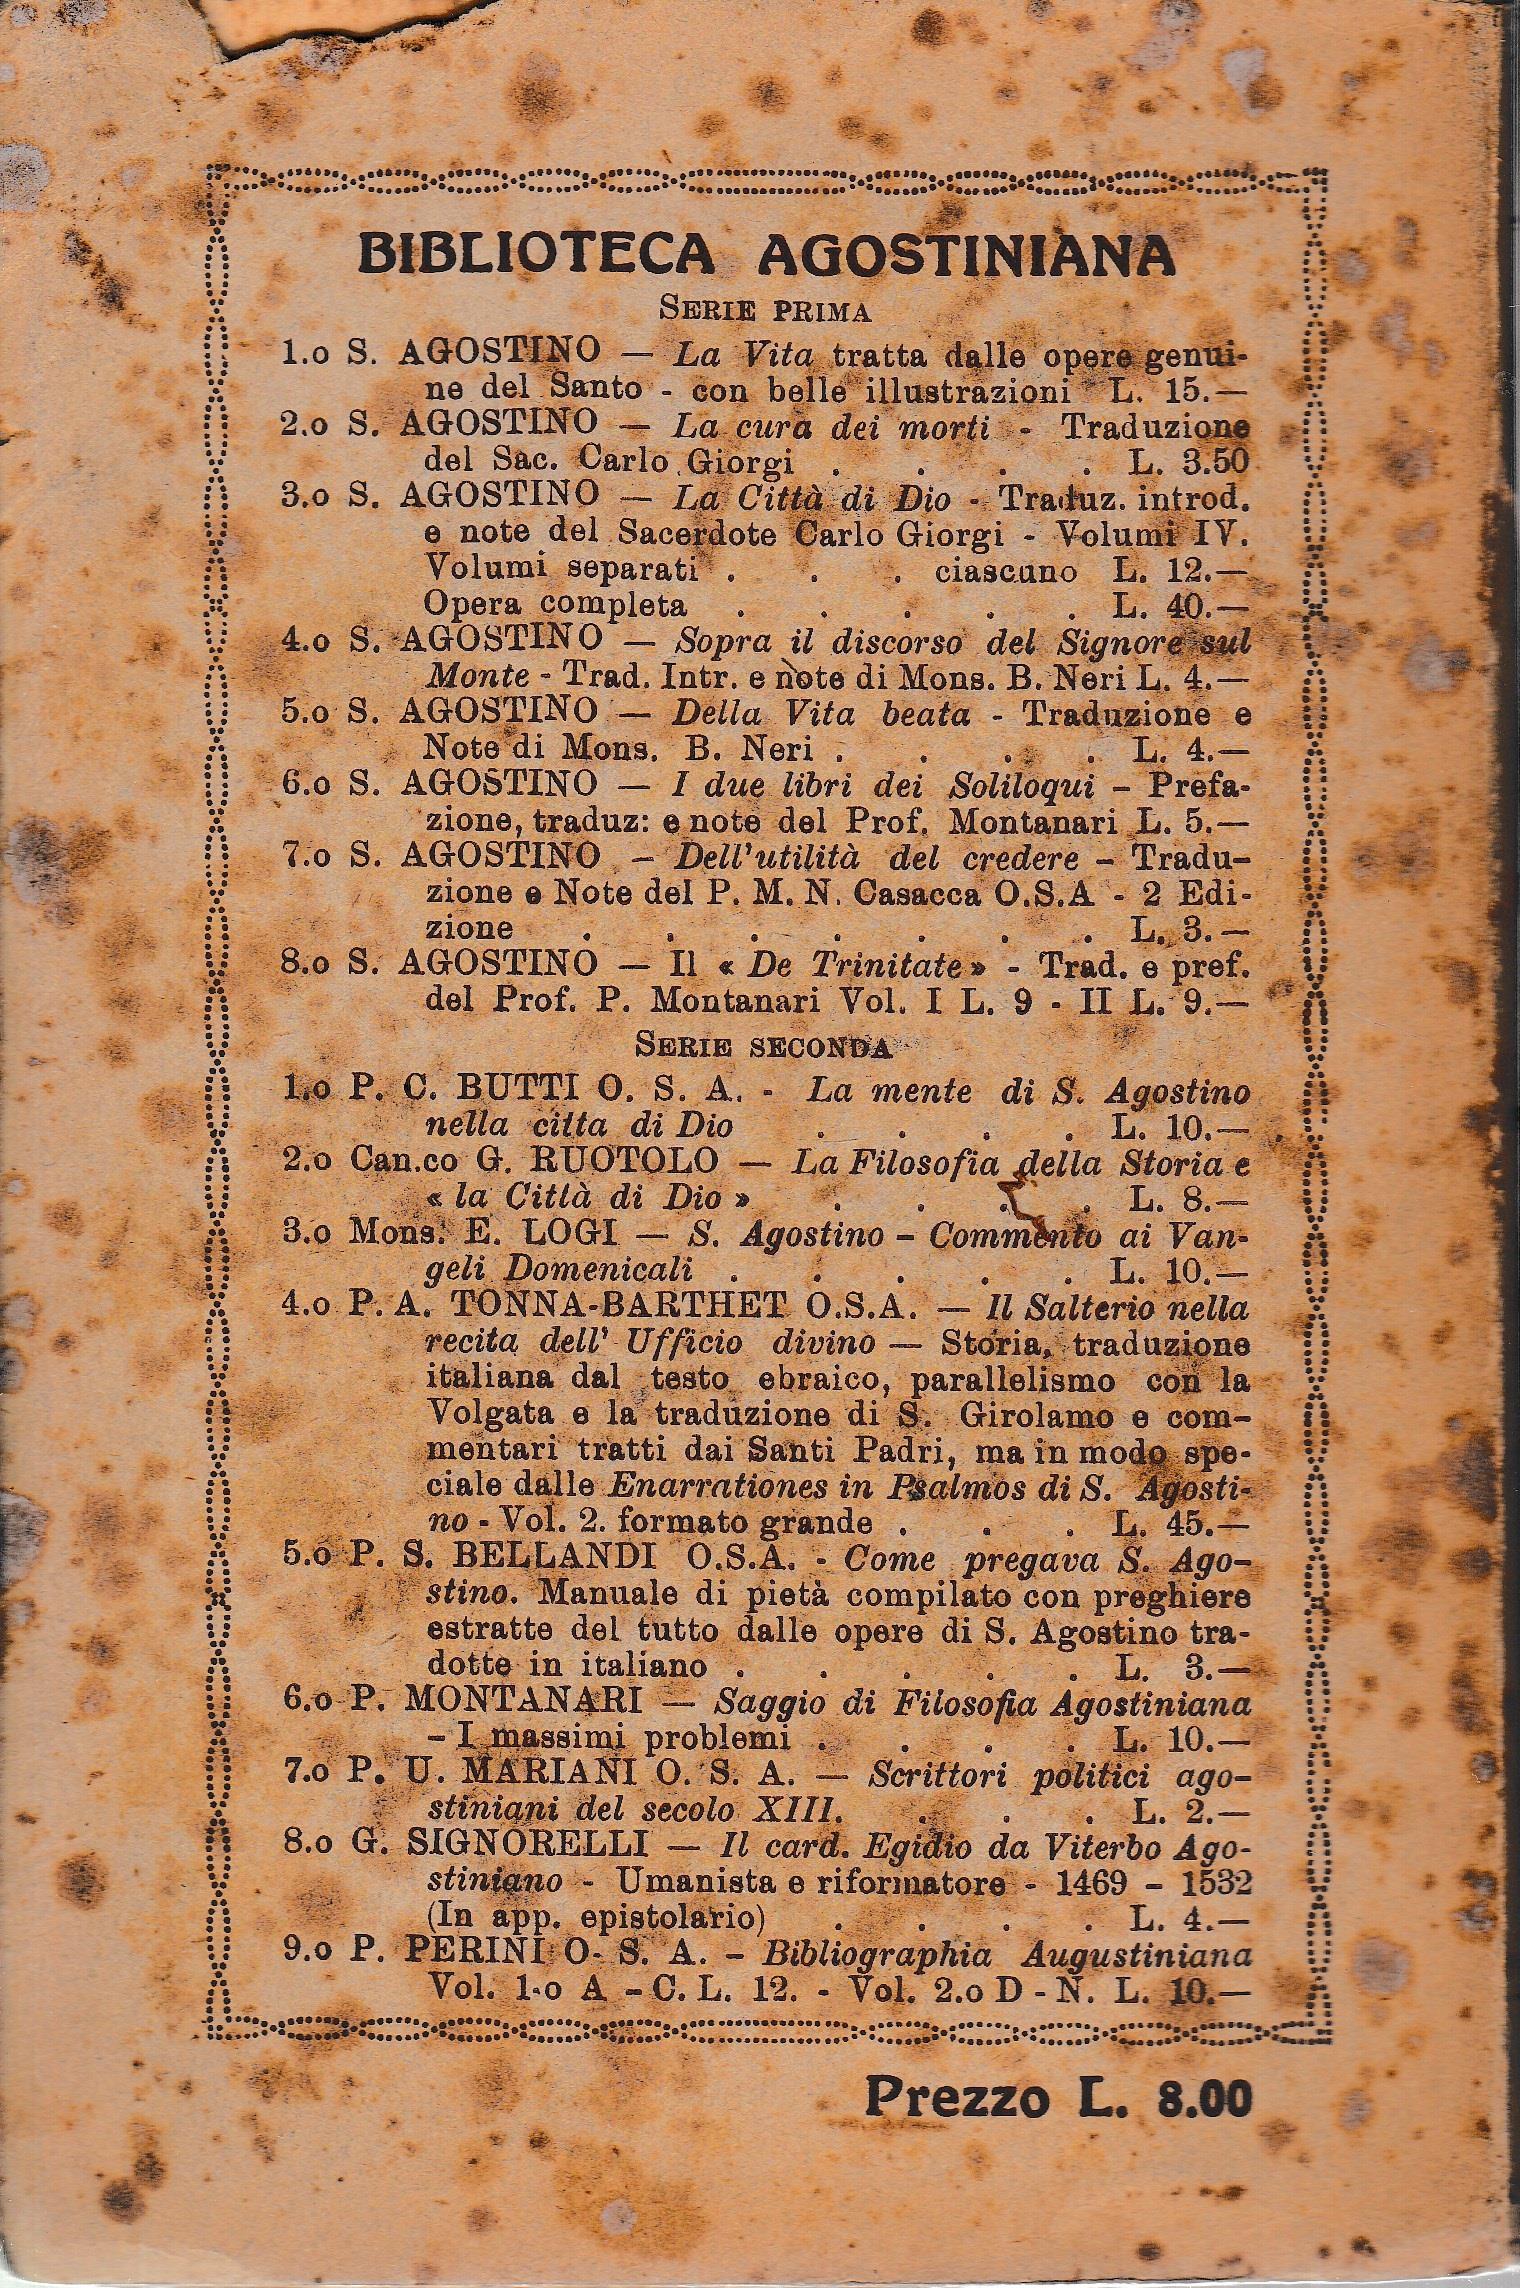 BIBLIOTECA AGOSTINIANA
SERIE PRIMA
1.o S. AGOSTINO — La Vita tratta dalle opere genui-
ne del Santo - con belle illustrazioni L. 15.—
2.o S. AGOSTINO — La cura dei morti - Traduzione
del Sac. Carlo Giorgi . . . . L. 3.50
3.o S. AGOSTINO — La Città di Dio - Traduz. introd.
e note del Sacerdote Carlo Giorgi - Volumi IV.
Volumi separati . . . ciascuno L. 12.—
Opera completa . . . . . L. 40.—
4.o S. AGOSTINO — Sopra il discorso del Signore sul
Monte - Trad. Intr. e note di Mons. B. Neri L. 4.—
5.o S. AGOSTINO — Della Vita beata - Traduzione e
Note di Mons. B. Neri . . . . L. 4.—
6.o S. AGOSTINO — I due libri dei Soliloqui – Prefa-
zione, traduz: e note del Prof. Montanari L. 5.—
7.o S. AGOSTINO – Dell'utilità del credere – Tradu-
zione e Note del P. M. N. Casacca O.S.A - 2 Edi-
zione . . . . . . . L. 3.—
8.o S. AGOSTINO — Il « De Trinitate » - Trad. e pref.
del Prof. P. Montanari Vol. I L. 9 - II L. 9.—
SERIE SECONDA
1.o P. C. BUTTI O. S. A. - La mente di S. Agostino
nella citta di Dio . . . . L. 10.—
2.o Can.co G. RUOTOLO — La Filosofia della Storia e
« la Città di Dio » . . . . L. 8.—
3.o Mons. E. LOGI — S. Agostino – Commento ai Van-
geli Domenicali . . . . . L. 10.—
4.o P. A. TONNA-BARTHET O.S.A. — Il Salterio nella
recita dell' Ufficio divino — Storia, traduzione
italiana dal testo ebraico, parallelismo con la
Volgata e la traduzione di S. Girolamo e com-
mentari tratti dai Santi Padri, ma in modo spe-
ciale dalle Enarrationes in Psalmos di S. Agosti-
no - Vol. 2. formato grande . . . L. 45.—
5.o P. S. BELLANDI O.S.A. - Come pregava S. Ago-
stino. Manuale di pietà compilato con preghiere
estratte del tutto dalle opere di S. Agostino tra-
dotte in italiano . . . . . L. 3.—
6.o P. MONTANARI — Saggio di Filosofia Agostiniana
– I massimi problemi . . . . L. 10.—
7.o P. U. MARIANI O. S. A. — Scrittori politici ago-
stiniani del secolo XIII. . . . L. 2.—
8.o G. SIGNORELLI — Il card. Egidio da Viterbo Ago-
stiniano - Umanista e riformatore - 1469 – 1532
(In app. epistolario) . . . . L. 4.—
9.o P. PERINI O- S. A. – Bibliographia Augustiniana
Vol. 1.o A – C. L. 12. - Vol. 2.o D - N. L. 10.—
Prezzo L. 8.00